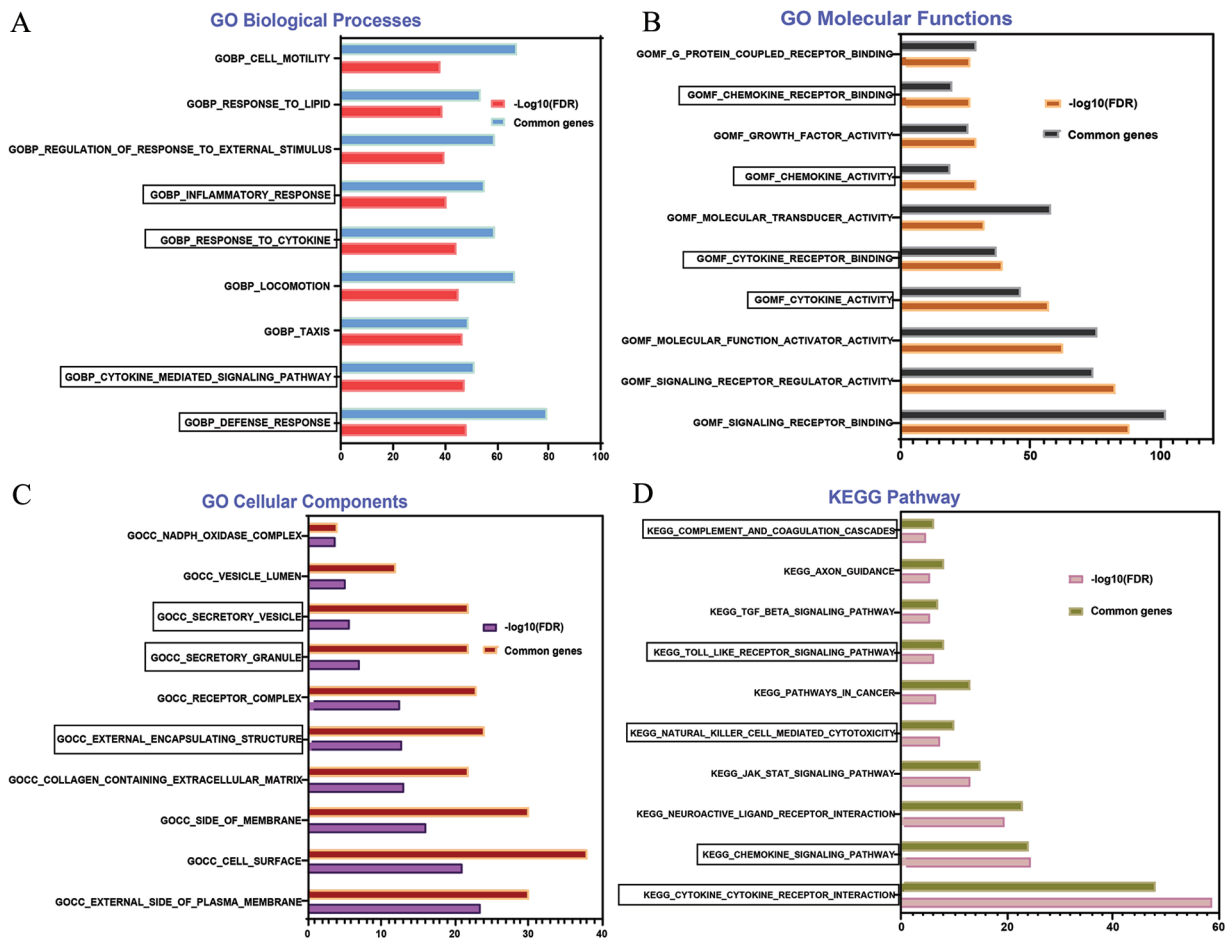 A
GO Biological Processes
GOBP_CELL_MOTILITY
GOBP_RESPONSE_TO_LIPID
GOBP_REGULATION_OF_RESPONSE_TO_EXTERNAL_STIMULUS
GOBP_INFLAMMATORY_RESPONSE
GOBP_RESPONSE_TO_CYTOKINE
GOBP_LOCOMOTION
GOBP_TAXIS
GOBP_CYTOKINE_MEDIATED_SIGNALING_PATHWAY
GOBP_DEFENSE_RESPONSE
-Log10(FDR)
Common genes
0 20 40 60 80 100
B
GO Molecular Functions
GOMF_G_PROTEIN_COUPLED_RECEPTOR_BINDING
GOMF_CHEMOKINE_RECEPTOR_BINDING
GOMF_GROWTH_FACTOR_ACTIVITY
GOMF_CHEMOKINE_ACTIVITY
GOMF_MOLECULAR_TRANSDUCER_ACTIVITY
GOMF_CYTOKINE_RECEPTOR_BINDING
GOMF_CYTOKINE_ACTIVITY
GOMF_MOLECULAR_FUNCTION_ACTIVATOR_ACTIVITY
GOMF_SIGNALING_RECEPTOR_REGULATOR_ACTIVITY
GOMF_SIGNALING_RECEPTOR_BINDING
-log10(FDR)
Common genes
0 50 100
C
GO Cellular Components
GOCC_NADPH_OXIDASE_COMPLEX
GOCC_VESICLE_LUMEN
GOCC_SECRETORY_VESICLE
GOCC_SECRETORY_GRANULE
GOCC_RECEPTOR_COMPLEX
GOCC_EXTERNAL_ENCAPSULATING_STRUCTURE
GOCC_COLLAGEN_CONTAINING_EXTRACELLULAR_MATRIX
GOCC_SIDE_OF_MEMBRANE
GOCC_CELL_SURFACE
GOCC_EXTERNAL_SIDE_OF_PLASMA_MEMBRANE
-log10(FDR)
Common genes
0 10 20 30 40
D
KEGG Pathway
KEGG_COMPLEMENT_AND_COAGULATION_CASCADES
KEGG_AXON_GUIDANCE
KEGG_TGF_BETA_SIGNALING_PATHWAY
KEGG_TOLL_LIKE_RECEPTOR_SIGNALING_PATHWAY
KEGG_PATHWAYS_IN_CANCER
KEGG_NATURAL_KILLER_CELL_MEDIATED_CYTOTOXICITY
KEGG_JAK_STAT_SIGNALING_PATHWAY
KEGG_NEUROACTIVE_LIGAND_RECEPTOR_INTERACTION
KEGG_CHEMOKINE_SIGNALING_PATHWAY
KEGG_CYTOKINE_CYTOKINE_RECEPTOR_INTERACTION
-log10(FDR)
Common genes
0 20 40 60